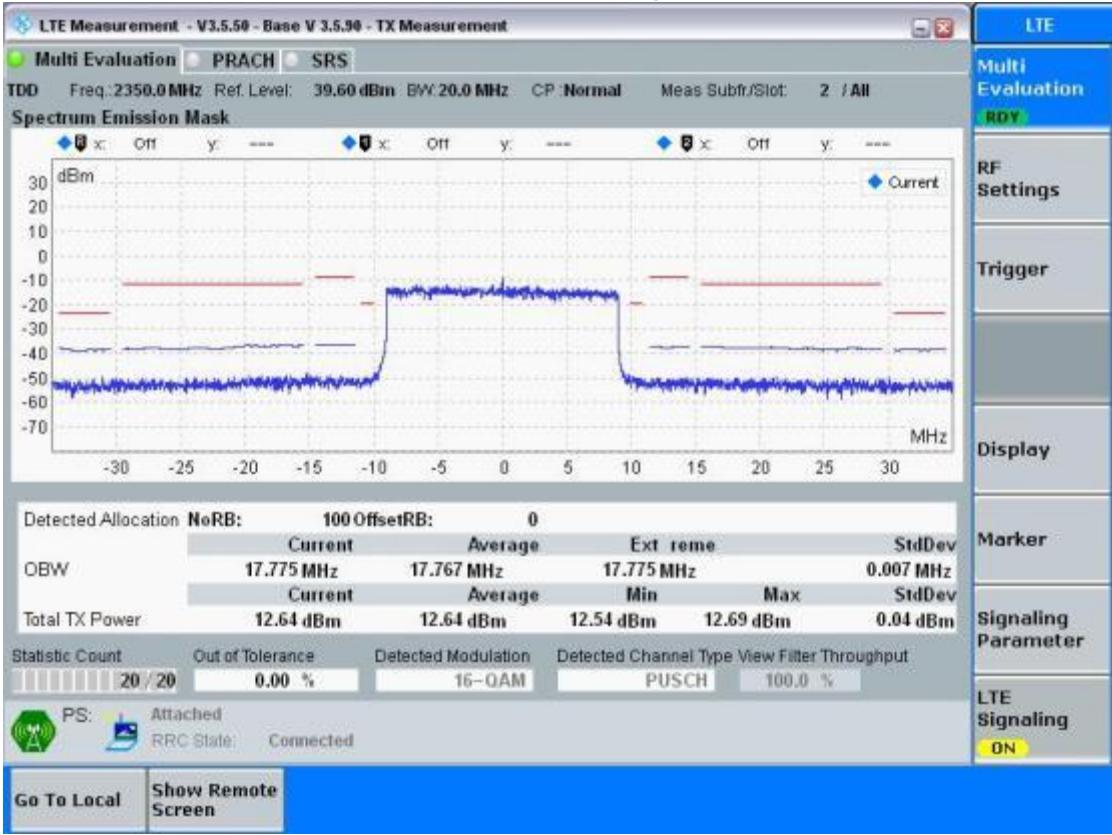 LTE Measurement - V3.5.50 - Base V 3.5.90 - TX Measurement
LTE
Multi Evaluation PRACH SRS
Multi Evaluation
RDY
TDD Freq.:2350.0 MHz Ref. Level: 39.60 dBm BW:20.0 MHz CP :Normal Meas Subfr./Slot: 2 / All
Spectrum Emission Mask
x: Off y: --- x: Off y: --- x: Off y: ---
dBm
Current
30
20
10
0
-10
-20
-30
-40
-50
-60
-70
MHz
-30 -25 -20 -15 -10 -5 0 5 10 15 20 25 30
RF
Settings
Trigger
Display
Marker
Signaling
Parameter
LTE
Signaling
ON
Detected Allocation NoRB: 100 OffsetRB: 0
Current Average Ext reme StdDev
OBW 17.775 MHz 17.767 MHz 17.775 MHz 0.007 MHz
Current Average Min Max StdDev
Total TX Power 12.64 dBm 12.64 dBm 12.54 dBm 12.69 dBm 0.04 dBm
Statistic Count Out of Tolerance Detected Modulation Detected Channel Type View Filter Throughput
20 / 20 0.00 % 16-QAM PUSCH 100.0 %
PS: Attached
RRC State: Connected
Go To Local
Show Remote
Screen